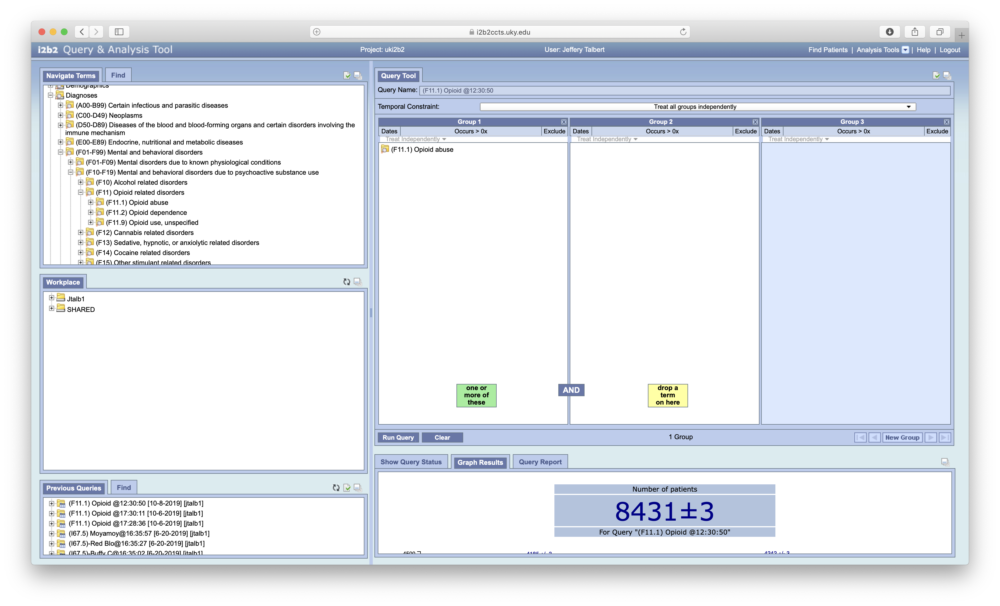 i2b2ccts.uky.edu
i2b2 Query & Analysis Tool
Project: uki2b2
User: Jeffery Talbert
Find Patients | Analysis Tools | Help | Logout
Navigate Terms
Find
Demographics
Diagnoses
(A00-B99) Certain infectious and parasitic diseases
(C00-D49) Neoplasms
(D50-D89) Diseases of the blood and blood-forming organs and certain disorders involving the
immune mechanism
(E00-E89) Endocrine, nutritional and metabolic diseases
(F01-F99) Mental and behavioral disorders
(F01-F09) Mental disorders due to known physiological conditions
(F10-F19) Mental and behavioral disorders due to psychoactive substance use
(F10) Alcohol related disorders
(F11) Opioid related disorders
(F11.1) Opioid abuse
(F11.2) Opioid dependence
(F11.9) Opioid use, unspecified
(F12) Cannabis related disorders
(F13) Sedative, hypnotic, or anxiolytic related disorders
(F14) Cocaine related disorders
(F15) Other stimulant related disorders
Workplace
Jtalb1
SHARED
Previous Queries
Find
(F11.1) Opioid @12:30:50 [10-8-2019] [jtalb1]
(F11.1) Opioid @17:30:11 [10-6-2019] [jtalb1]
(F11.1) Opioid @17:28:36 [10-6-2019] [jtalb1]
(I67.5) Moyamoy@16:35:57 [6-20-2019] [jtalb1]
(I67.5)-Red Blo@16:35:27 [6-20-2019] [jtalb1]
(I67.5)-Buffy C@16:35:02 [6-20-2019] [jtalb1]
Query Tool
Query Name: (F11.1) Opioid @12:30:50
Temporal Constraint: Treat all groups independently
Group 1
Dates Occurs > 0x Exclude
Treat Independently
(F11.1) Opioid abuse
one or
more of
these
AND
Group 2
Dates Occurs > 0x Exclude
Treat Independently
drop a
term
on here
Group 3
Dates Occurs > 0x Exclude
Treat Independently
Run Query
Clear
1 Group
New Group
Show Query Status
Graph Results
Query Report
Number of patients
8431±3
For Query "(F11.1) Opioid @12:30:50"
4500
4185 +/- 3
4242 +/- 3